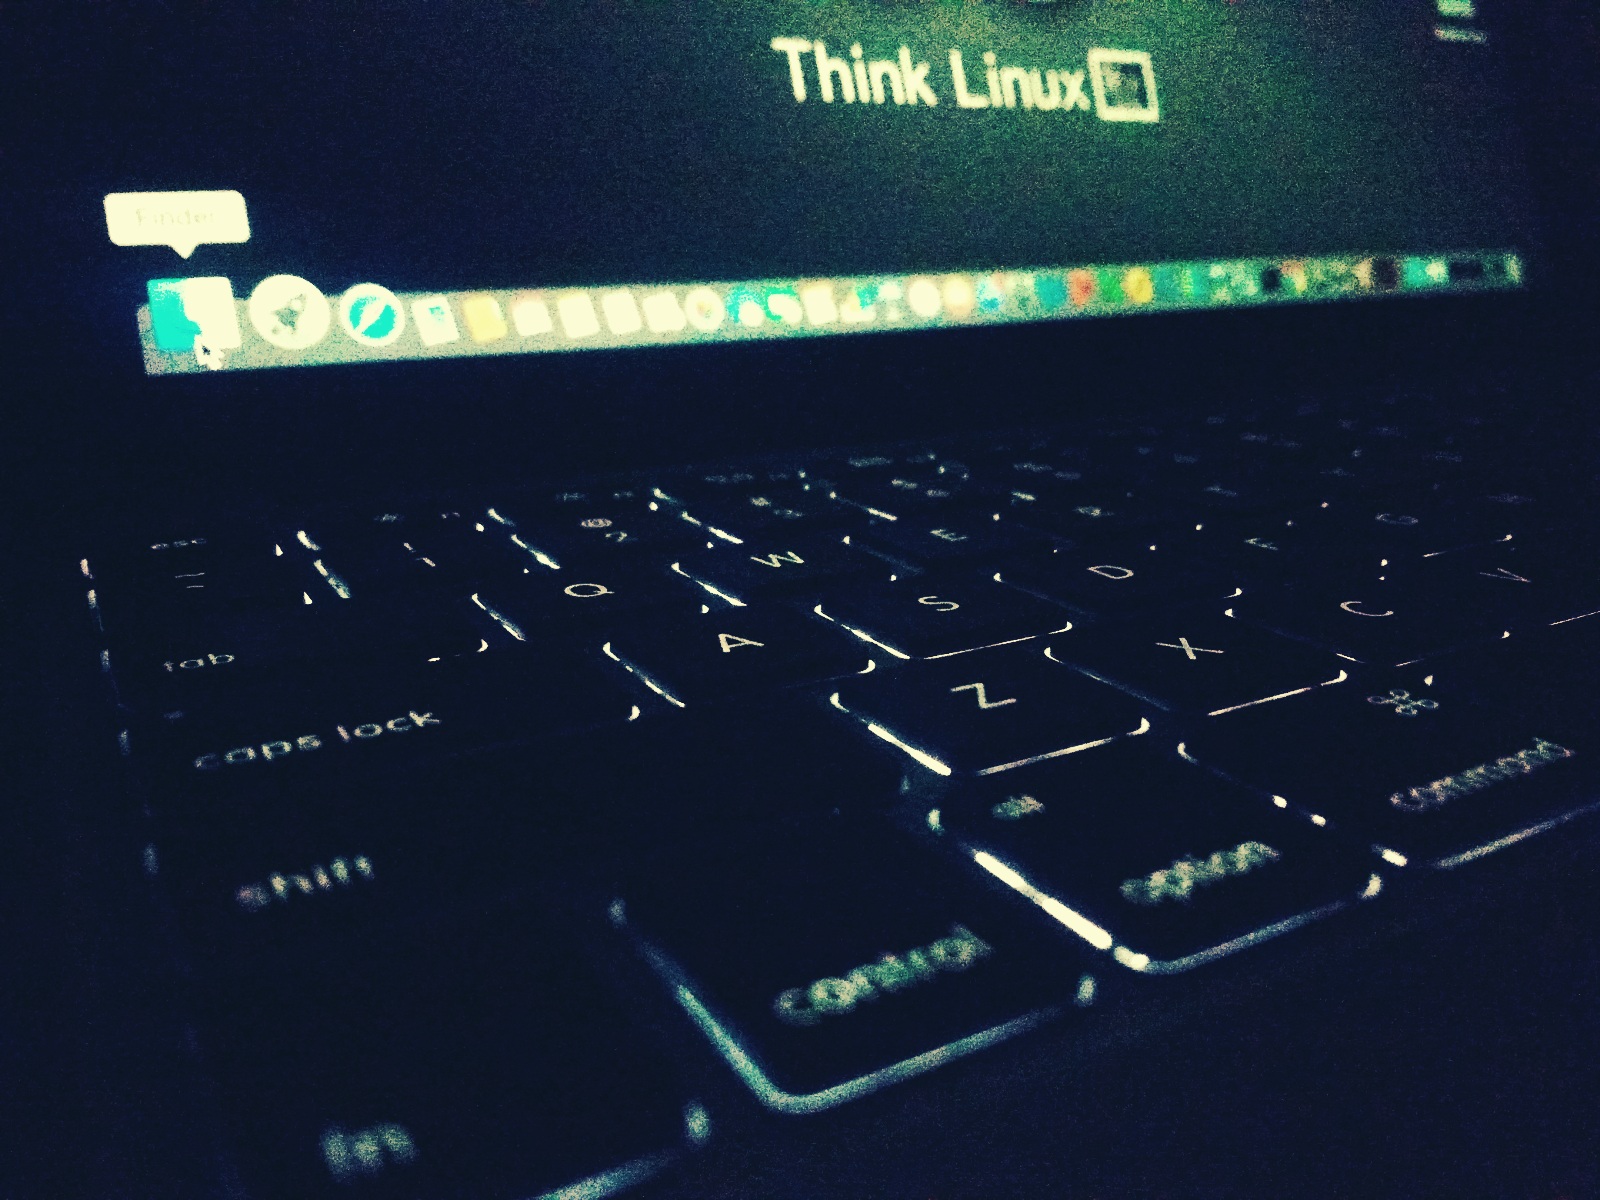 Think Linux
Finder
esc
Q W E
tab
A S D
caps lock
Z X C V
shift
fn
control
option
command